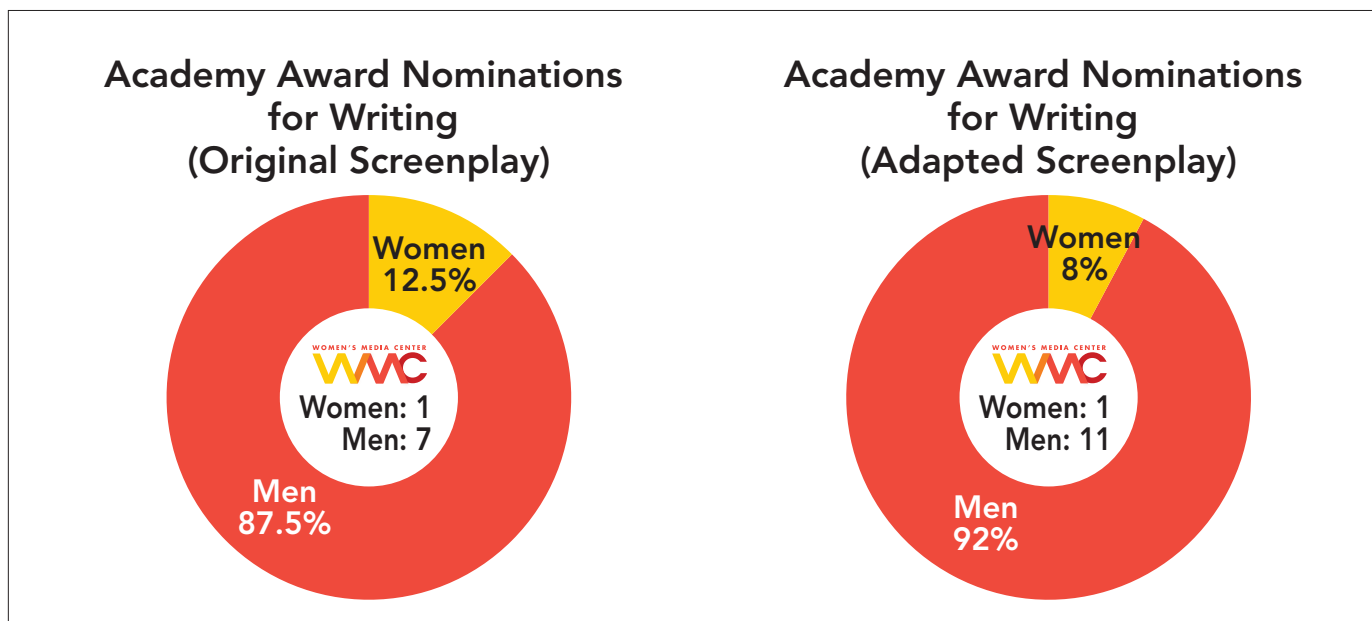 Academy Award Nominations
for Writing
(Original Screenplay)
Women
12.5%
WOMEN'S MEDIA CENTER
WMC
Women: 1
Men: 7
Men
87.5%
Academy Award Nominations
for Writing
(Adapted Screenplay)
Women
8%
WOMEN'S MEDIA CENTER
WMC
Women: 1
Men: 11
Men
92%